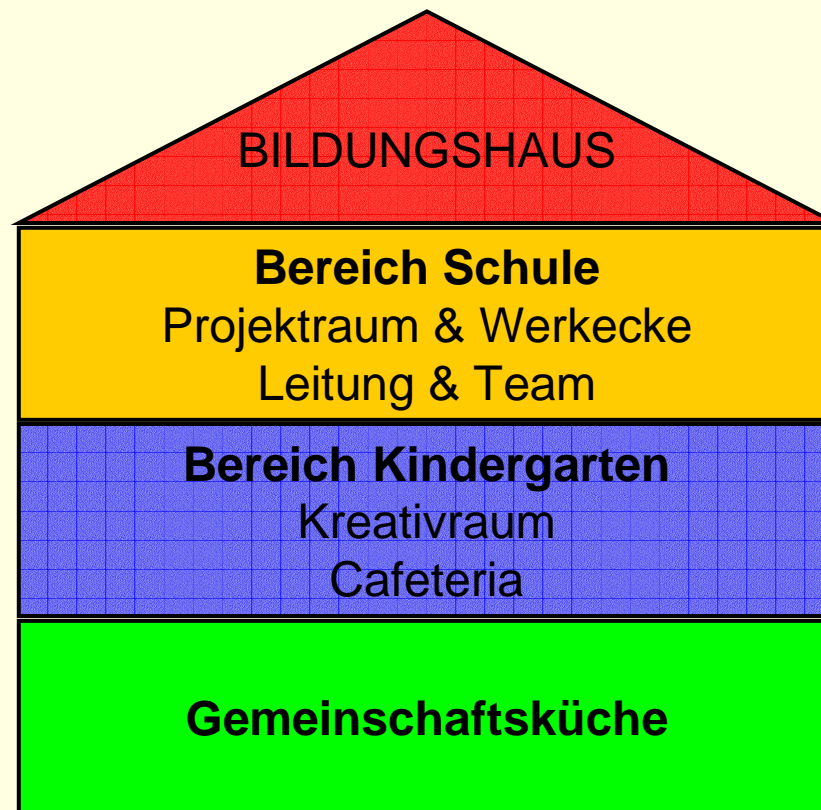 BILDUNGSHAUS
Bereich Schule
Projektraum & Werkecke
Leitung & Team
Bereich Kindergarten
Kreativraum
Cafeteria
Gemeinschaftsküche